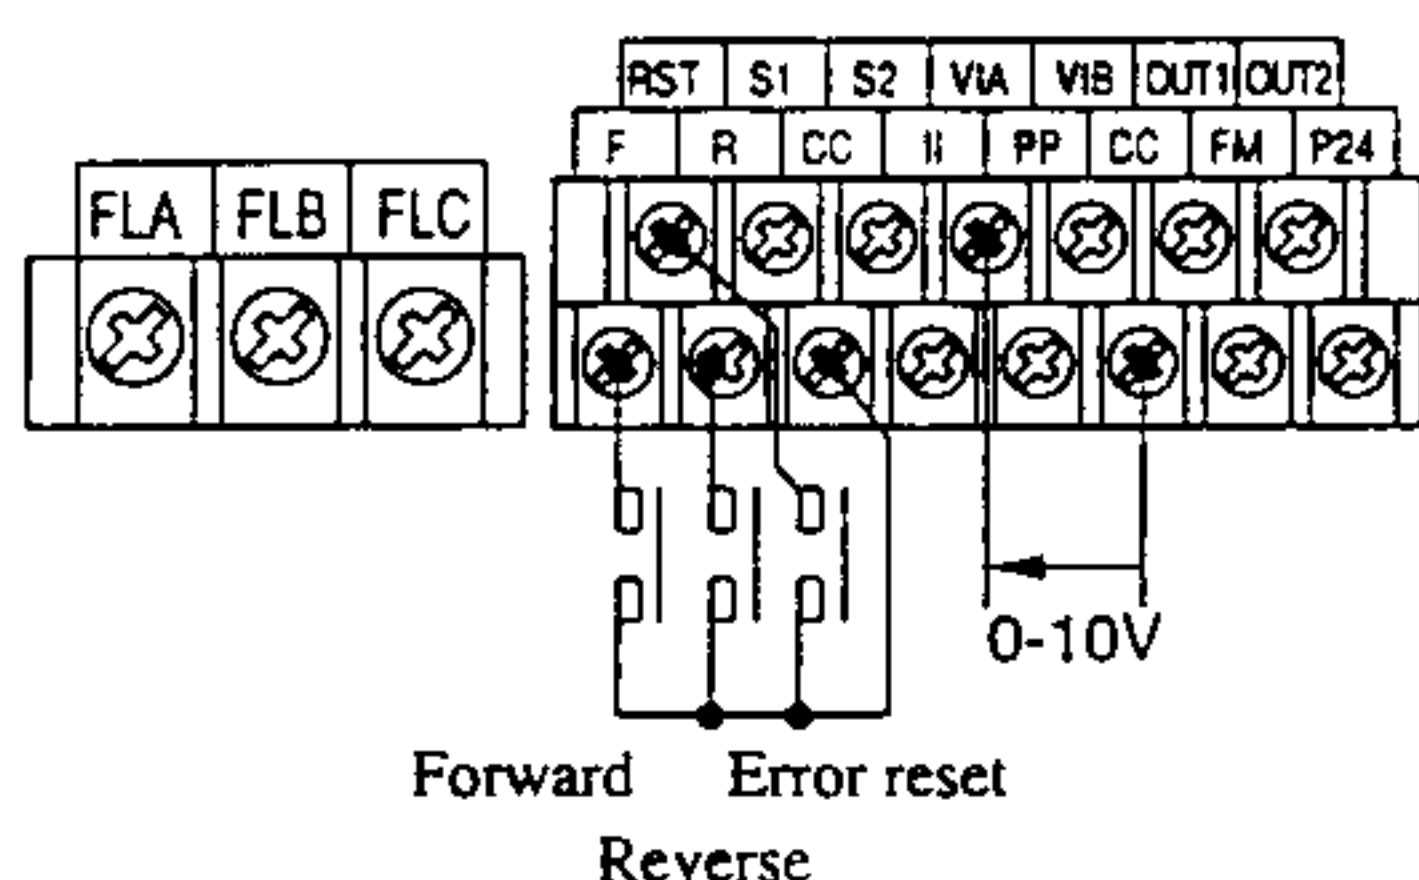 RST S1 S2 VIA VIB OUT1 OUT2
F R CC II PP CC FM P24
FLA FLB FLC
0-10V
Forward Error reset
Reverse